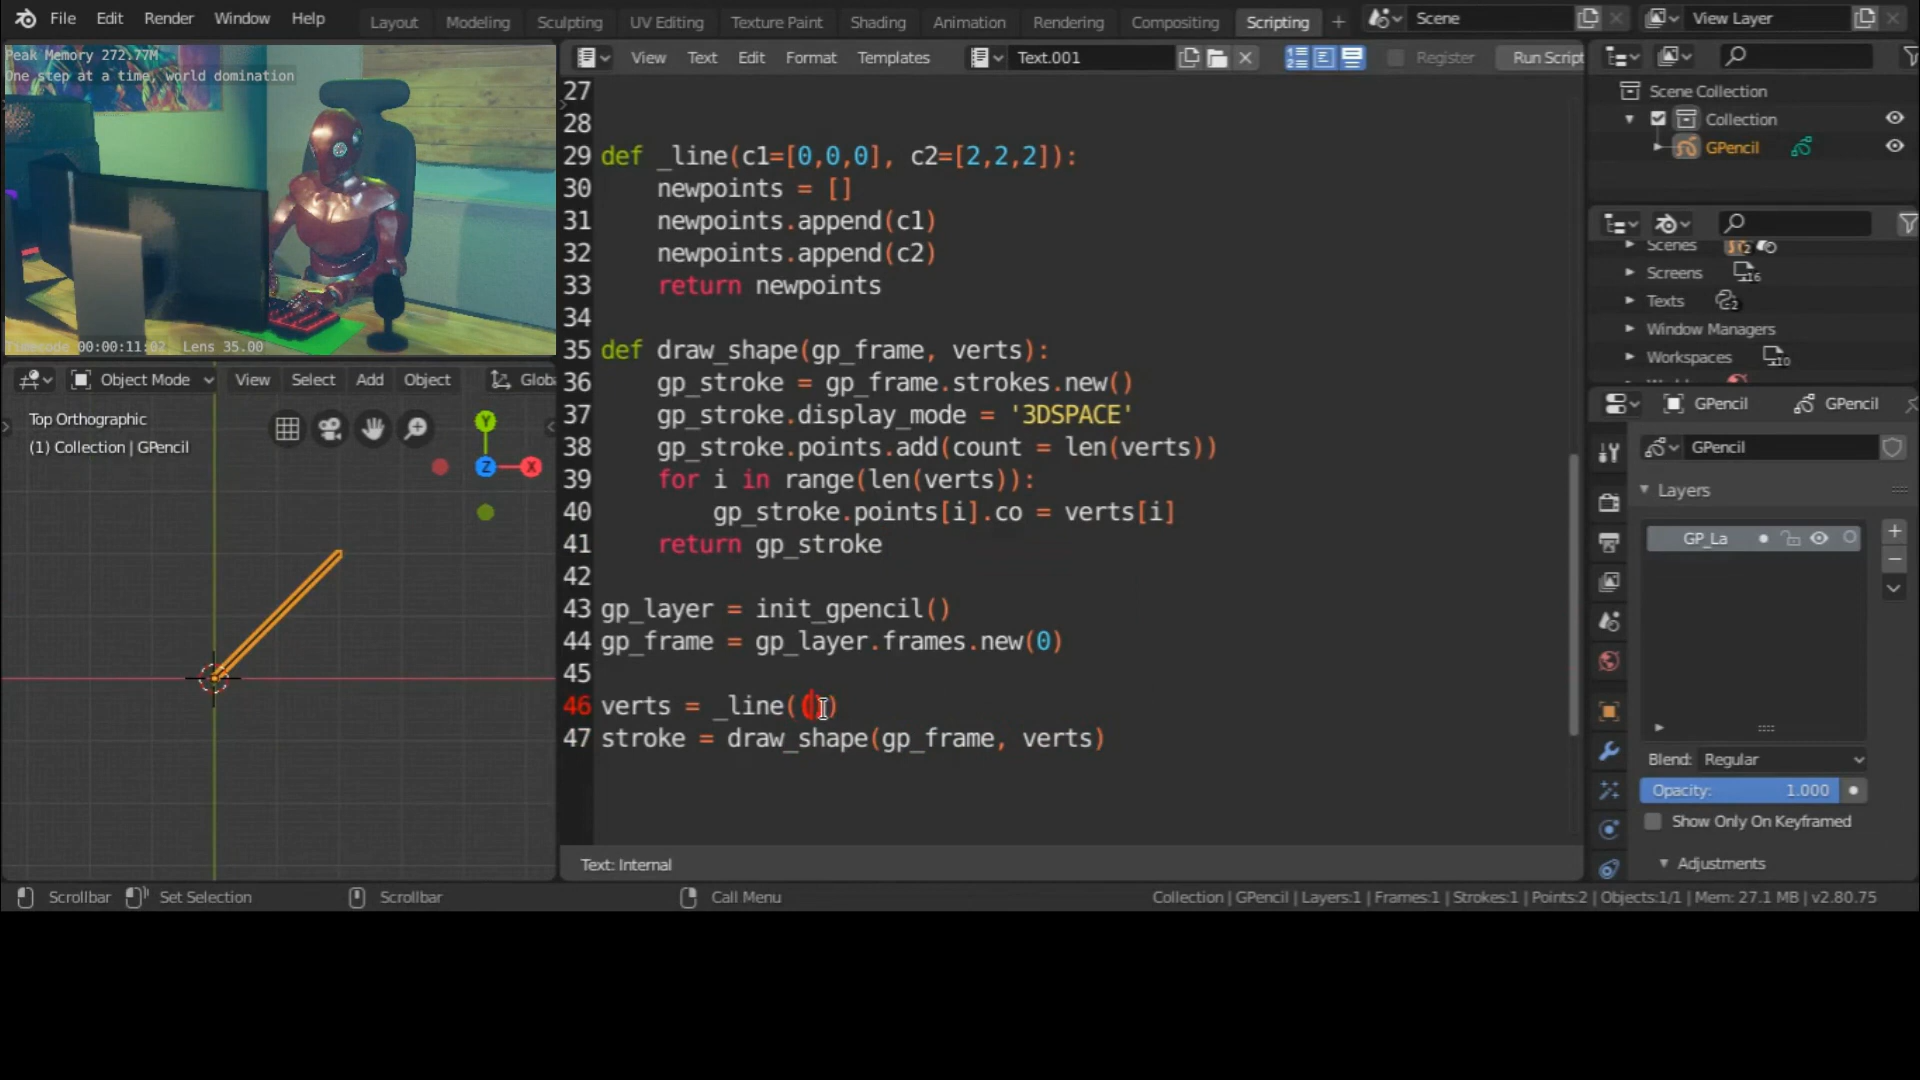 File Edit Render Window Help Layout Modeling Sculpting UV Editing Texture Paint Shading Animation Rendering Compositing Scripting + Scene View Layer
Peak Memory 272.77M
One step at a time, world domination
00:00:11:02 Lens 35.00
View Text Edit Format Templates Text.001 Register Run Script
27
28
29 def _line(c1=[0,0,0], c2=[2,2,2]):
30 newpoints = []
31 newpoints.append(c1)
32 newpoints.append(c2)
33 return newpoints
34
35 def draw_shape(gp_frame, verts):
36 gp_stroke = gp_frame.strokes.new()
37 gp_stroke.display_mode = '3DSPACE'
38 gp_stroke.points.add(count = len(verts))
39 for i in range(len(verts)):
40 gp_stroke.points[i].co = verts[i]
41 return gp_stroke
42
43 gp_layer = init_gpencil()
44 gp_frame = gp_layer.frames.new(0)
45
46 verts = _line(())
47 stroke = draw_shape(gp_frame, verts)
Text: Internal
Object Mode View Select Add Object Glob
Top Orthographic
(1) Collection | GPencil
Y
Z X
Scene Collection
Collection
GPencil
Scenes 2
Screens 16
Texts 2
Window Managers
Workspaces 10
GPencil GPencil
GPencil
Layers
GP_La
Blend: Regular
Opacity: 1.000
Show Only On Keyframed
Adjustments
Scrollbar Set Selection Scrollbar Call Menu Collection | GPencil | Layers:1 | Frames:1 | Strokes:1 | Points:2 | Objects:1/1 | Mem: 27.1 MB | v2.80.75